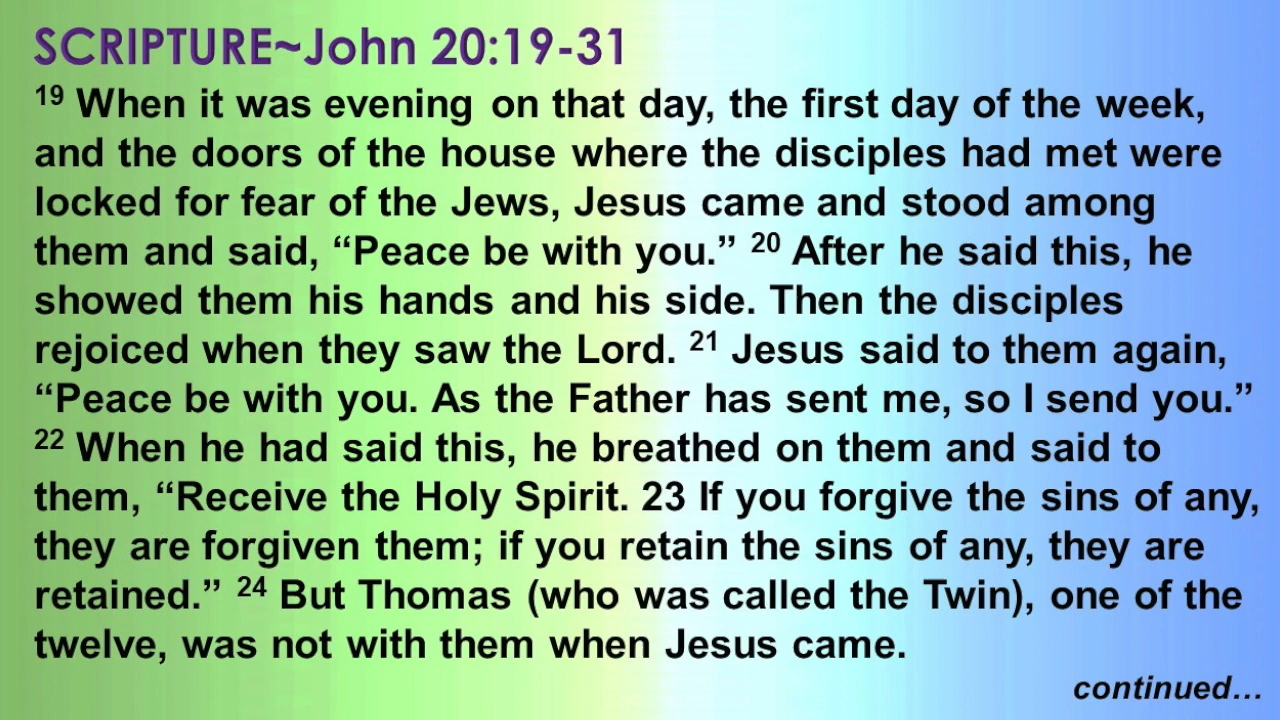 SCRIPTURE~John 20:19-31
19 When it was evening on that day, the first day of the week,
and the doors of the house where the disciples had met were
locked for fear of the Jews, Jesus came and stood among
them and said, “Peace be with you.” 20 After he said this, he
showed them his hands and his side. Then the disciples
rejoiced when they saw the Lord. 21 Jesus said to them again,
“Peace be with you. As the Father has sent me, so I send you.”
22 When he had said this, he breathed on them and said to
them, “Receive the Holy Spirit. 23 If you forgive the sins of any,
they are forgiven them; if you retain the sins of any, they are
retained.” 24 But Thomas (who was called the Twin), one of the
twelve, was not with them when Jesus came.
continued…